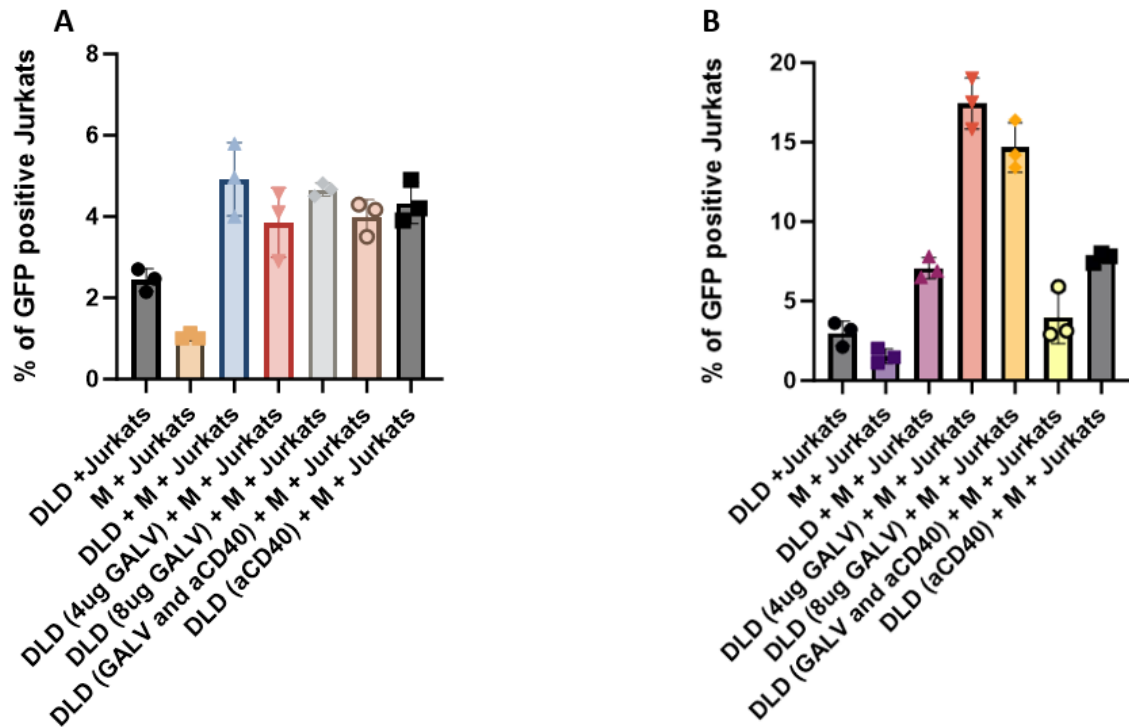 A
% of GFP positive Jurkats
8
6
4
2
0
DLD +Jurkats
M + Jurkats
DLD + M + Jurkats
DLD (4ug GALV) + M + Jurkats
DLD (8ug GALV) + M + Jurkats
DLD (GALV and aCD40) + M + Jurkats
DLD (aCD40) + M + Jurkats
B
% of GFP positive Jurkats
20
15
10
5
0
DLD +Jurkats
M + Jurkats
DLD + M + Jurkats
DLD (4ug GALV) + M + Jurkats
DLD (8ug GALV) + M + Jurkats
DLD (GALV and aCD40) + M + Jurkats
DLD (aCD40) + M + Jurkats